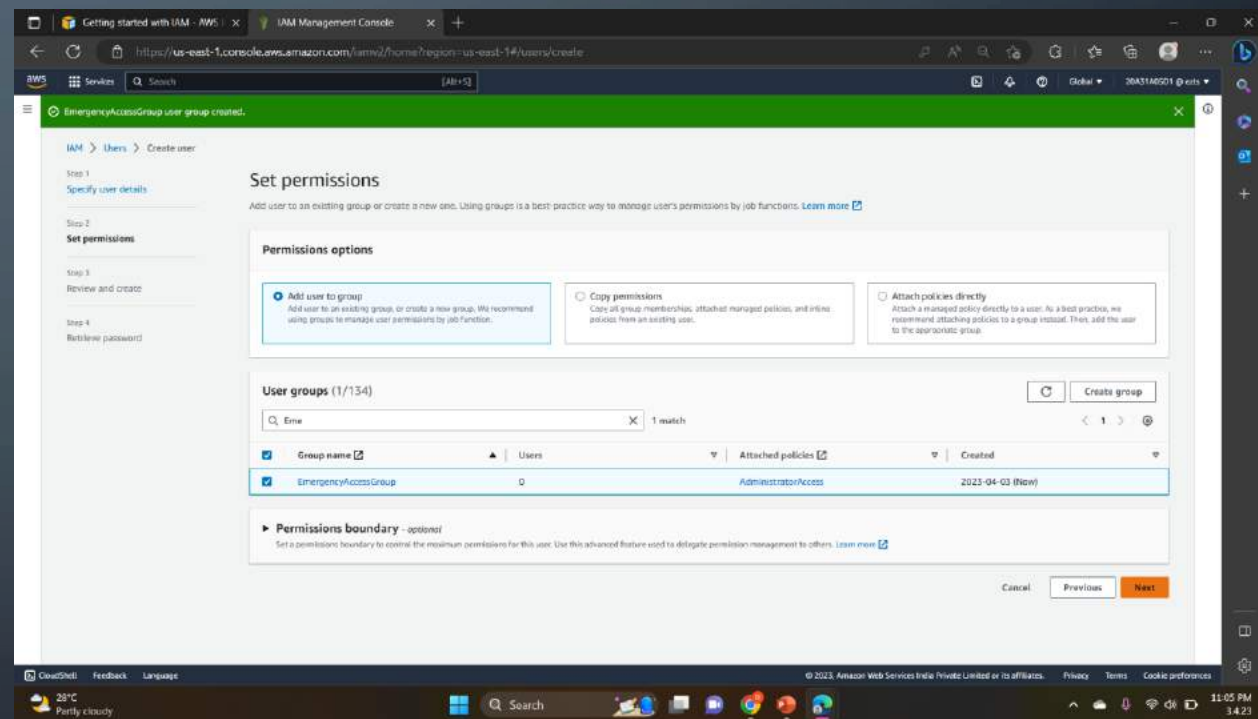 Getting started with IAM - AWS
IAM Management Console
https://us-east-1.console.aws.amazon.com/iamv2/home?region=us-east-1#/users/create
aws
Services
Search
[Alt+S]
Global
EmergencyAccessGroup user group created.
IAM > Users > Create user
Step 1
Specify user details
Step 2
Set permissions
Step 3
Review and create
Step 4
Retrieve password
Set permissions
Add user to an existing group or create a new one. Using groups is a best-practice way to manage user's permissions by job functions. Learn more
Permissions options
Add user to group
Add user to an existing group, or create a new group. We recommend
using groups to manage user permissions by job function.
Copy permissions
Copy all group memberships, attached managed policies, and inline
policies from an existing user.
Attach policies directly
Attach a managed policy directly to a user. As a best practice, we
recommend attaching policies to a group instead. Then, add the user
to the appropriate group.
User groups (1/134)
Create group
Eme
1 match
1
Group name
Users
Attached policies
Created
EmergencyAccessGroup
0
AdministratorAccess
2023-04-03 (Now)
Permissions boundary - optional
Set a permissions boundary to control the maximum permissions for this user. Use this advanced feature used to delegate permission management to others. Learn more
Cancel
Previous
Next
CloudShell Feedback Language
© 2023, Amazon Web Services India Private Limited or its affiliates. Privacy Terms Cookie preferences
28°C
Partly cloudy
Search
11:05 PM
3.4.23